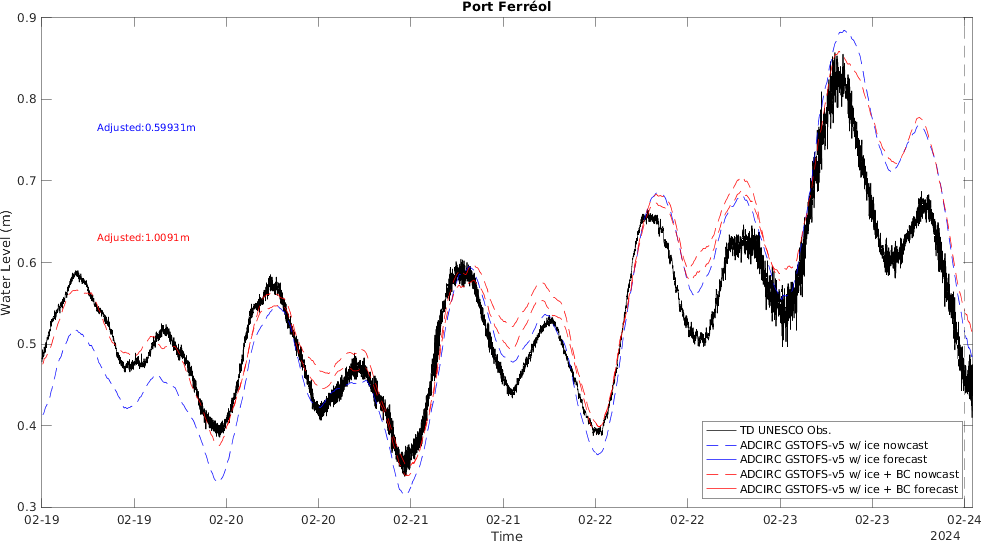 Port Ferréol
0.9
0.8
0.7
0.6
0.5
0.4
0.3
Water Level (m)
Adjusted:0.59931m
Adjusted:1.0091m
TD UNESCO Obs.
ADCIRC GSTOFS-v5 w/ ice nowcast
ADCIRC GSTOFS-v5 w/ ice forecast
ADCIRC GSTOFS-v5 w/ ice + BC nowcast
ADCIRC GSTOFS-v5 w/ ice + BC forecast
02-19 02-19 02-20 02-20 02-21 02-21 02-22 02-22 02-23 02-23 02-24
Time
2024